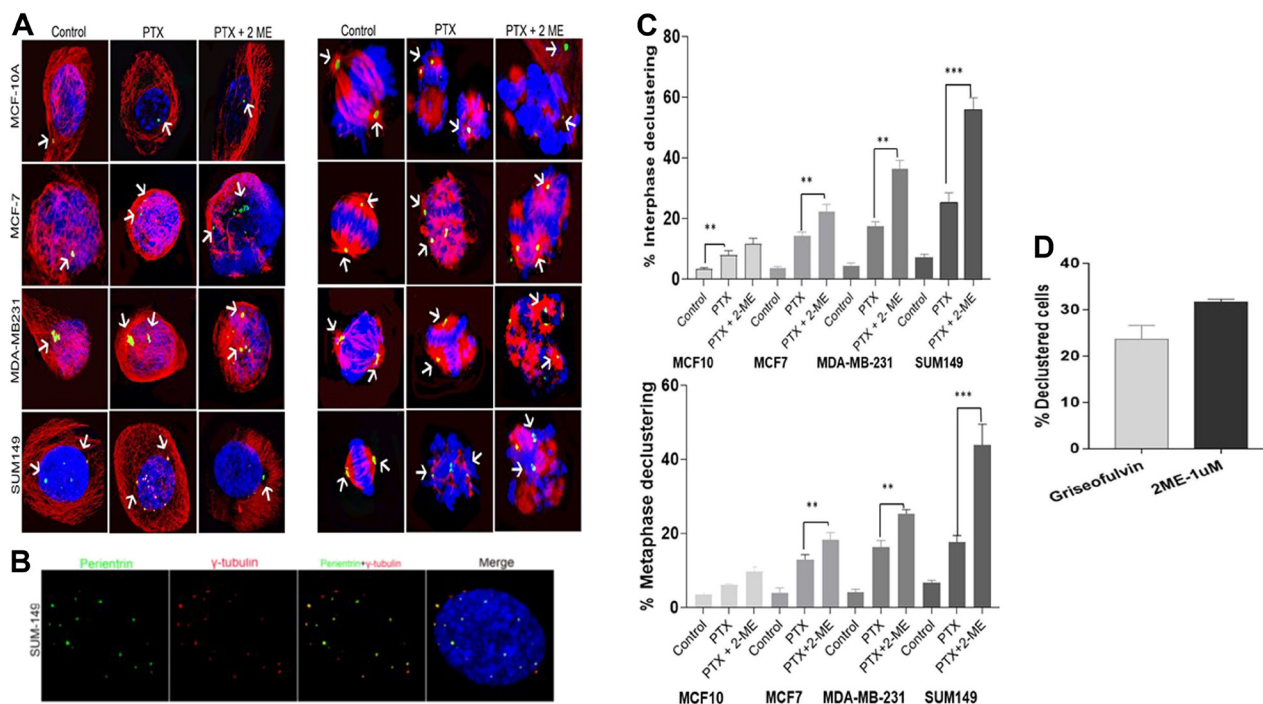 A
Control PTX PTX + 2 ME Control PTX PTX + 2 ME
MCF-10A
MCF-7
MDA-MB231
SUM149
B
Perientrin γ-tubulin Perientrin+γ-tubulin Merge
SUM-149
C
% Interphase declustering
80
60
40
20
0
** ** ** ***
Control PTX PTX + 2-ME Control PTX PTX + 2-ME Control PTX PTX + 2 ME Control PTX PTX + 2-ME
MCF10 MCF7 MDA-MB-231 SUM149
% Metaphase declustering
60
40
20
0
** ** ***
Control PTX PTX + 2-ME Control PTX PTX+2-ME Control PTX PTX+2-ME Control PTX PTX+2-ME
MCF10 MCF7 MDA-MB-231 SUM149
D
% Declustered cells
40
30
20
10
0
Griseofulvin 2ME-1uM